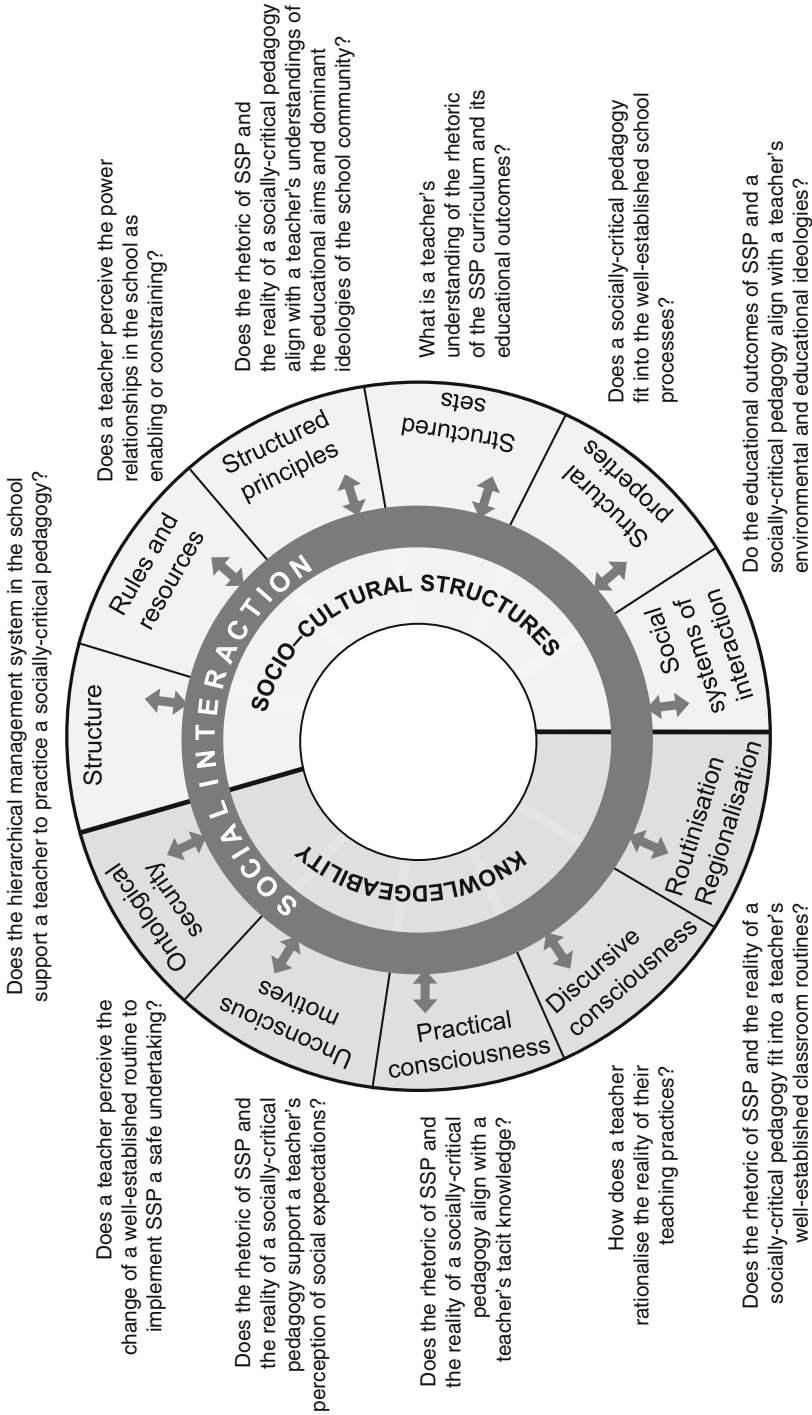 Does the hierarchical management system in the school
support a teacher to practice a socially-critical pedagogy?
Does a teacher perceive the
change of a well-established routine to
implement SSP a safe undertaking?
Does a teacher perceive the power
relationships in the school as
enabling or constraining?
Does the rhetoric of SSP and
the reality of a socially-critical
pedagogy support a teacher's
perception of social expectations?
Does the rhetoric of SSP and
the reality of a socially-critical pedagogy
align with a teacher's understandings of
the educational aims and dominant
ideologies of the school community?
Does the rhetoric of SSP and
the reality of a socially-critical
pedagogy align with a
teacher's tacit knowledge?
What is a teacher's
understanding of the rhetoric
of the SSP curriculum and its
educational outcomes?
How does a teacher
rationalise the reality of their
teaching practices?
Does a socially-critical pedagogy
fit into the well-established school
processes?
Does the rhetoric of SSP and the reality of a
socially-critical pedagogy fit into a teacher's
well-established classroom routines?
Do the educational outcomes of SSP and a
socially-critical pedagogy align with a teacher's
environmental and educational ideologies?
Structure
Rules and
resources
Structured
principles
Structured
sets
Structural
properties
Social
systems of
interaction
Routinisation
Regionalisation
Discursive
consciousness
Practical
consciousness
Unconscious
motives
Ontological
security
SOCIAL INTERACTION
SOCIO–CULTURAL STRUCTURES
KNOWLEDGEABILITY